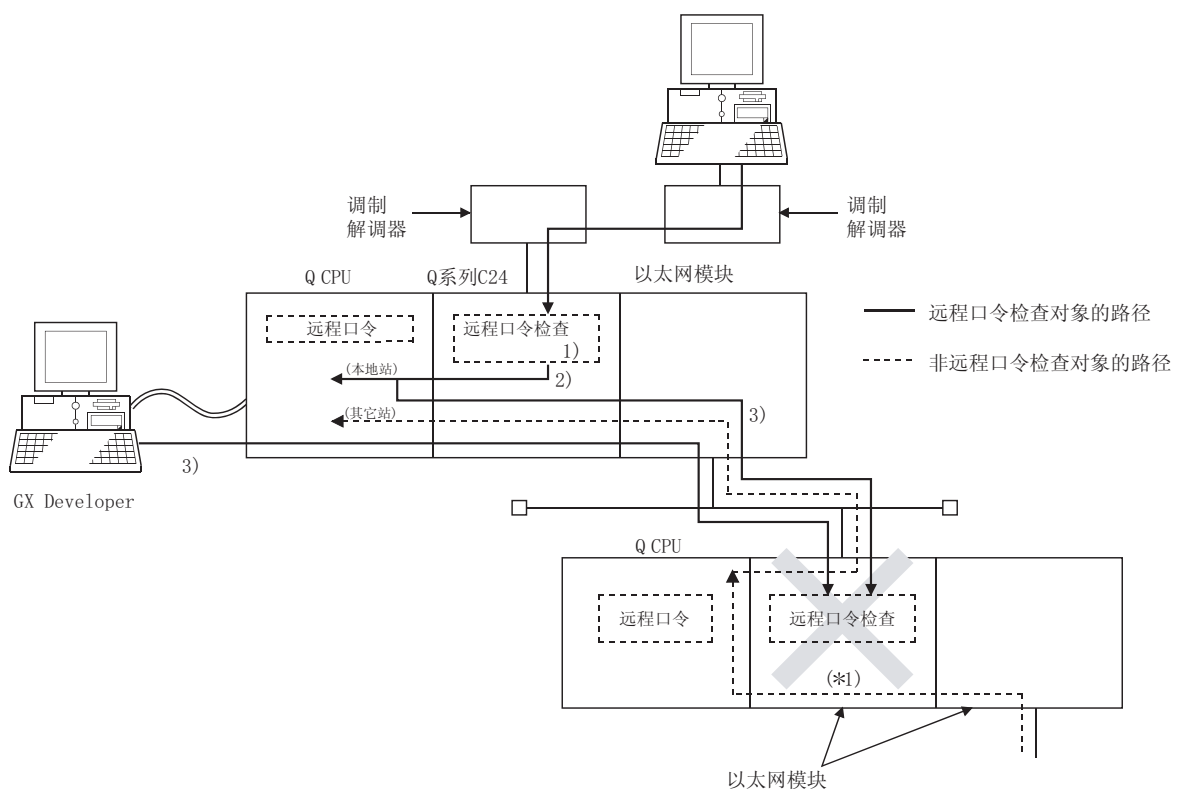 调制
解调器
调制
解调器
Q CPU
Q系列C24
以太网模块
远程口令
远程口令检查
1)
(本地站)
2)
(其它站)
3)
3)
GX Developer
远程口令检查对象的路径
非远程口令检查对象的路径
Q CPU
远程口令
远程口令检查
(*1)
以太网模块